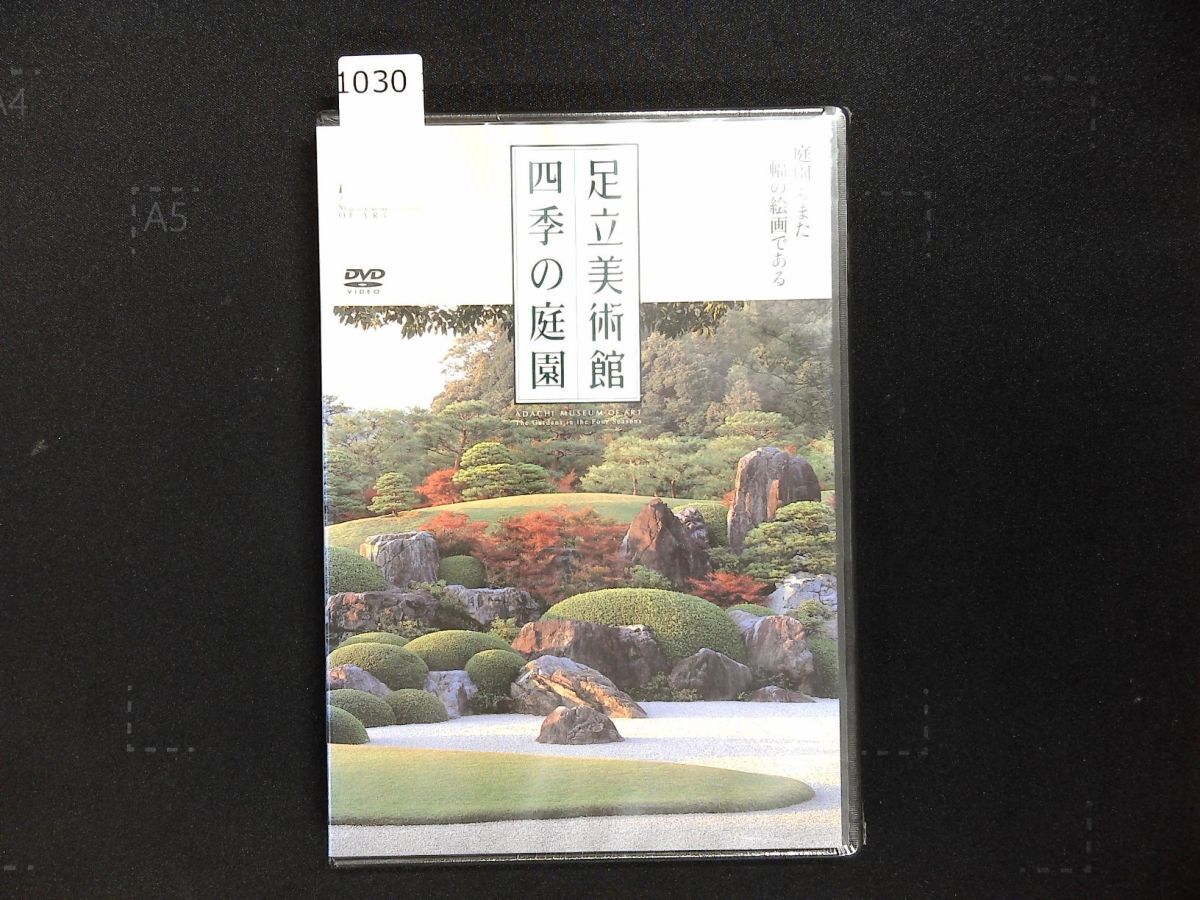 1030
A4
A5
庭園もまた
一幅の絵画である
足立美術館
四季の庭園
OF ART
DVD
VIDEO
ADACHI MUSEUM OF ART
The Gardens in the Four Seasons